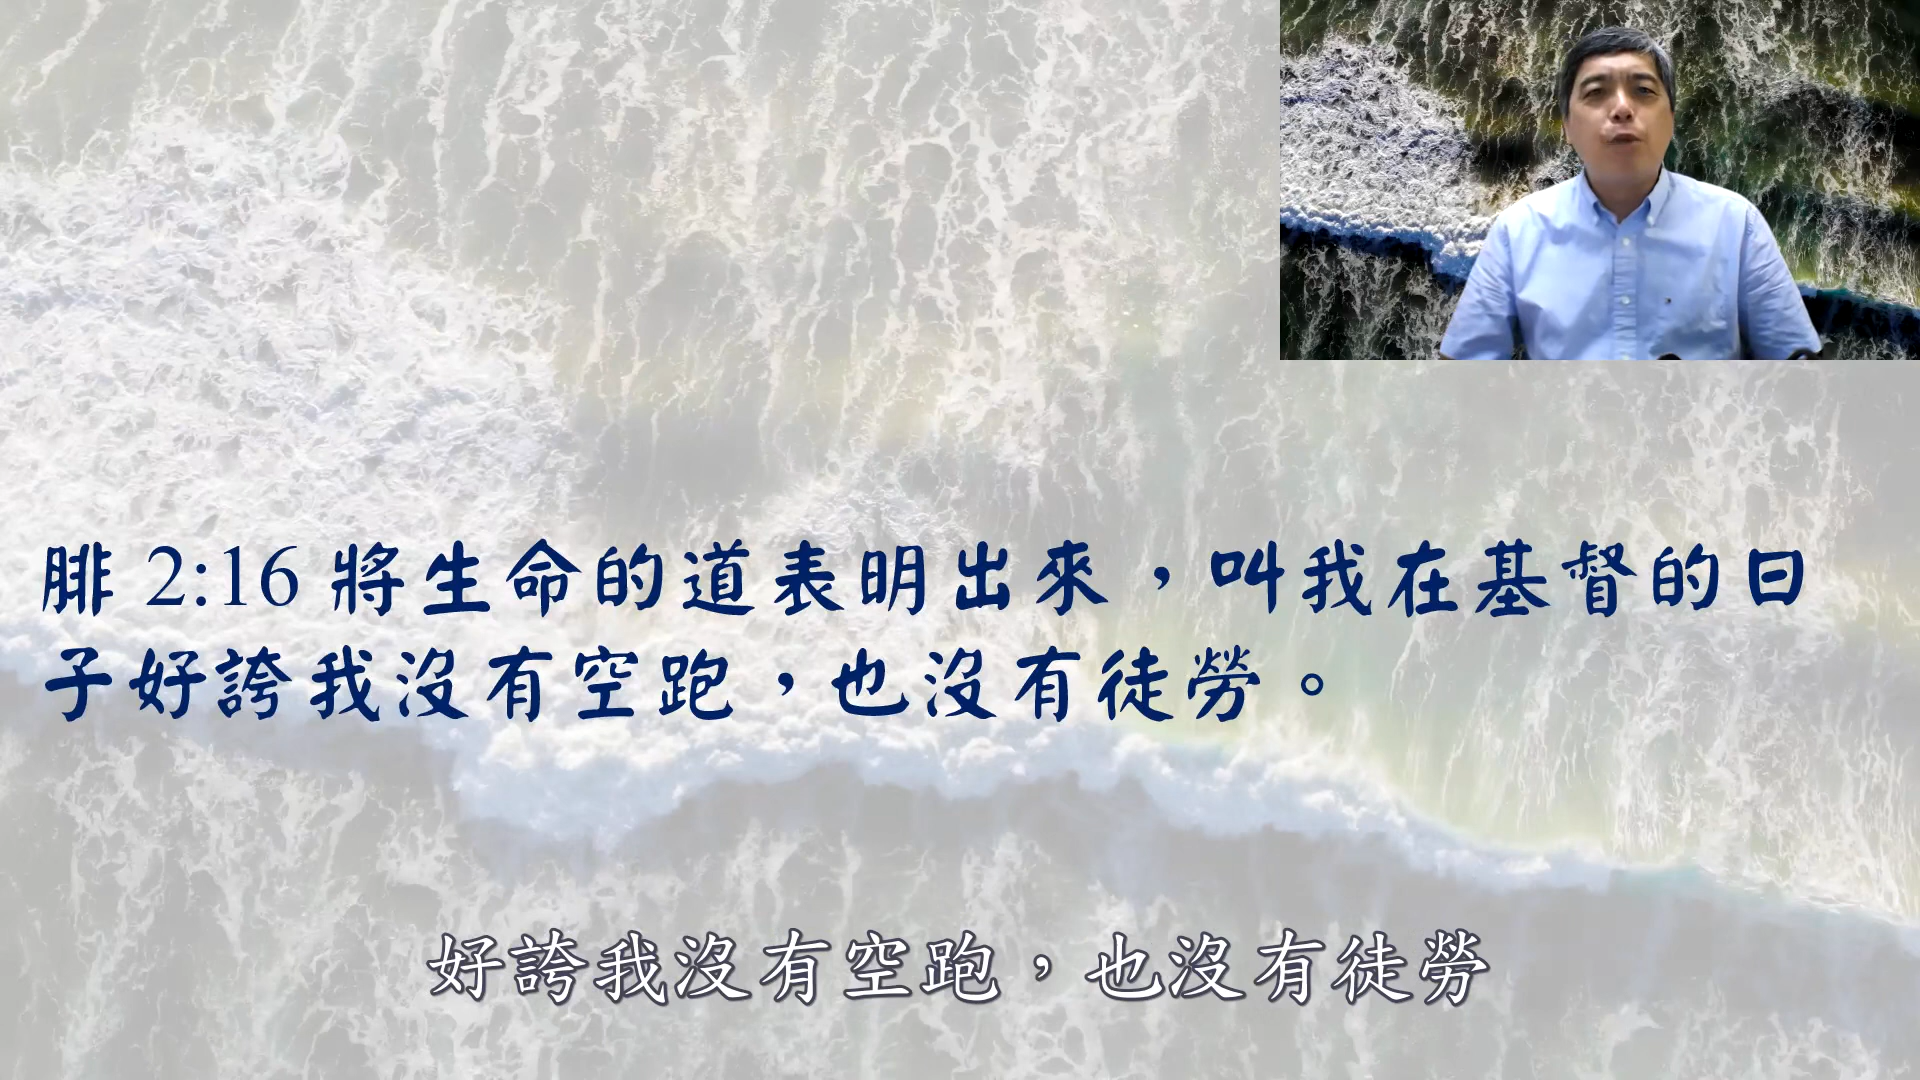 腓 2:16 將生命的道表明出來，叫我在基督的日
子好誇我沒有空跑，也沒有徒勞。
好誇我沒有空跑，也沒有徒勞